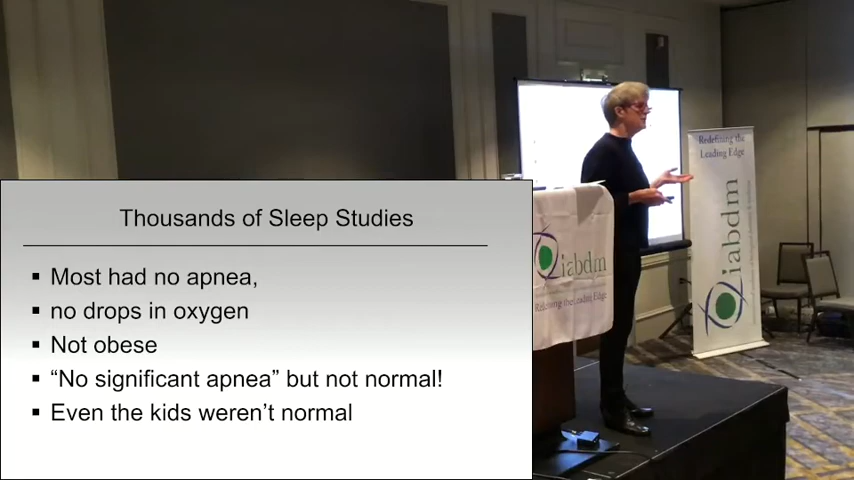 Thousands of Sleep Studies
▪ Most had no apnea,
▪ no drops in oxygen
▪ Not obese
▪ “No significant apnea” but not normal!
▪ Even the kids weren’t normal
iabdm
Redefining the Leading Edge
Redefining the
Leading Edge
iabdm